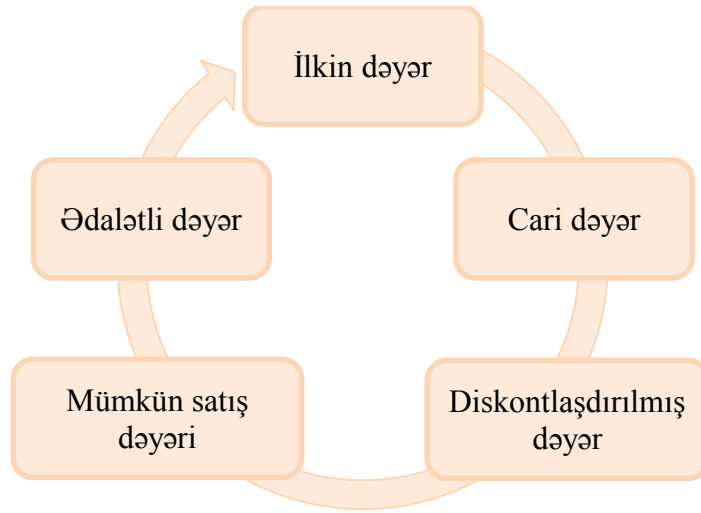 İlkin dəyər
Cari dəyər
Diskontlaşdırılmış
dəyər
Mümkün satış
dəyəri
Ədalətli dəyər